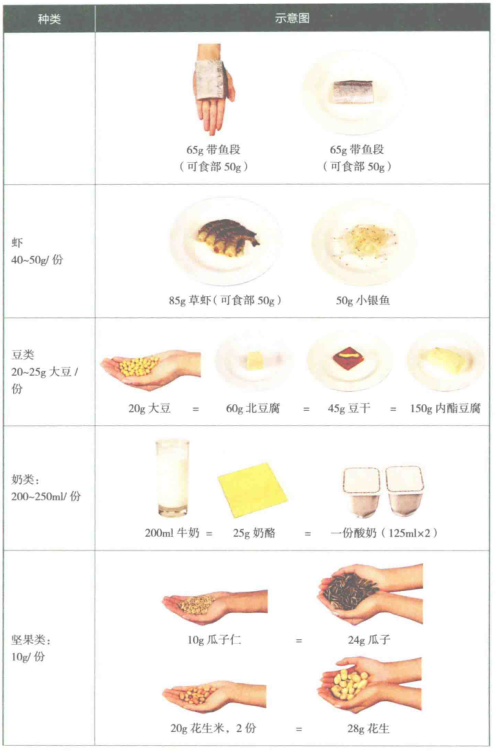 种类
示意图
65g 带鱼段
（可食部 50g）
65g 带鱼段
（可食部 50g）
虾
40~50g/ 份
85g 草虾（可食部 50g）
50g 小银鱼
豆类
20~25g 大豆 /
份
20g 大豆 = 60g 北豆腐 = 45g 豆干 = 150g 内酯豆腐
奶类：
200~250ml/ 份
200ml 牛奶 = 25g 奶酪 = 一份酸奶（125ml×2）
坚果类：
10g/ 份
10g 瓜子仁 = 24g 瓜子
20g 花生米，2 份 = 28g 花生